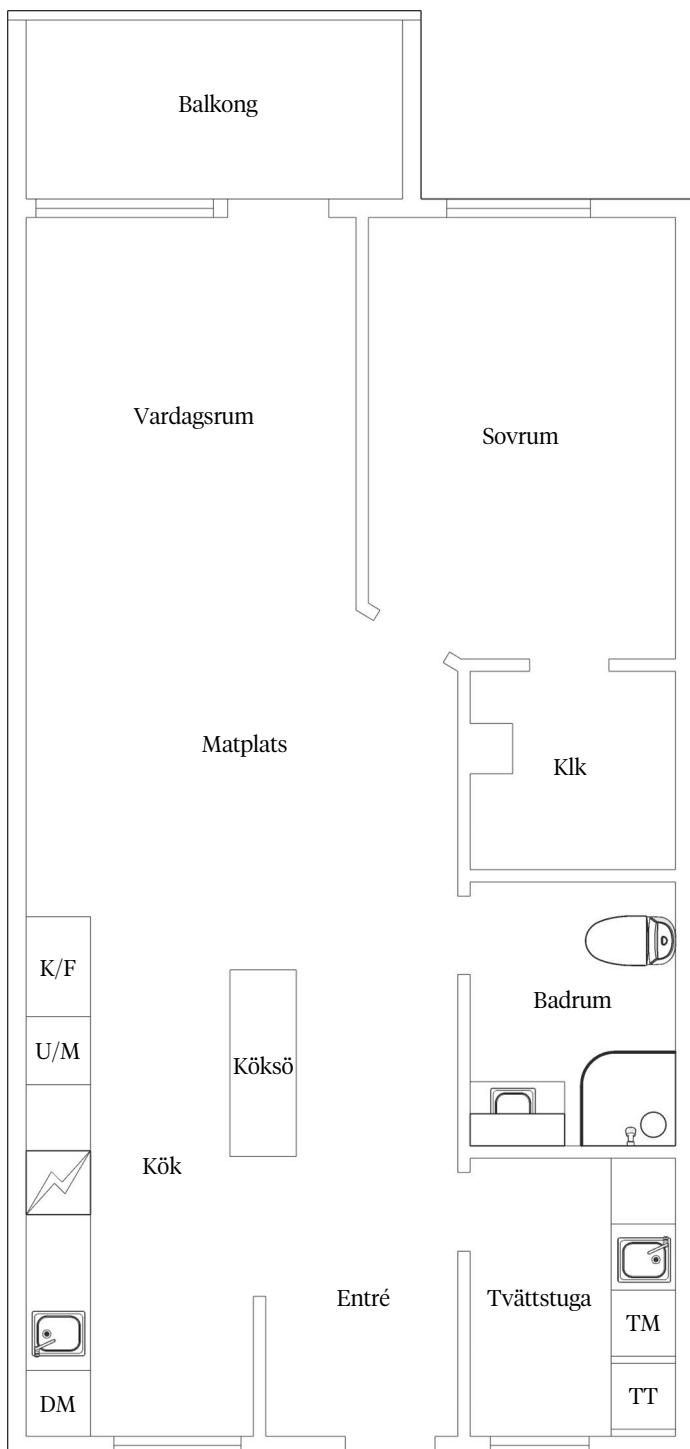 Balkong
Vardagsrum
Sovrum
Matplats
Klk
K/F
Badrum
U/M
Köksö
Kök
Entré
Tvättstuga
TM
TT
DM